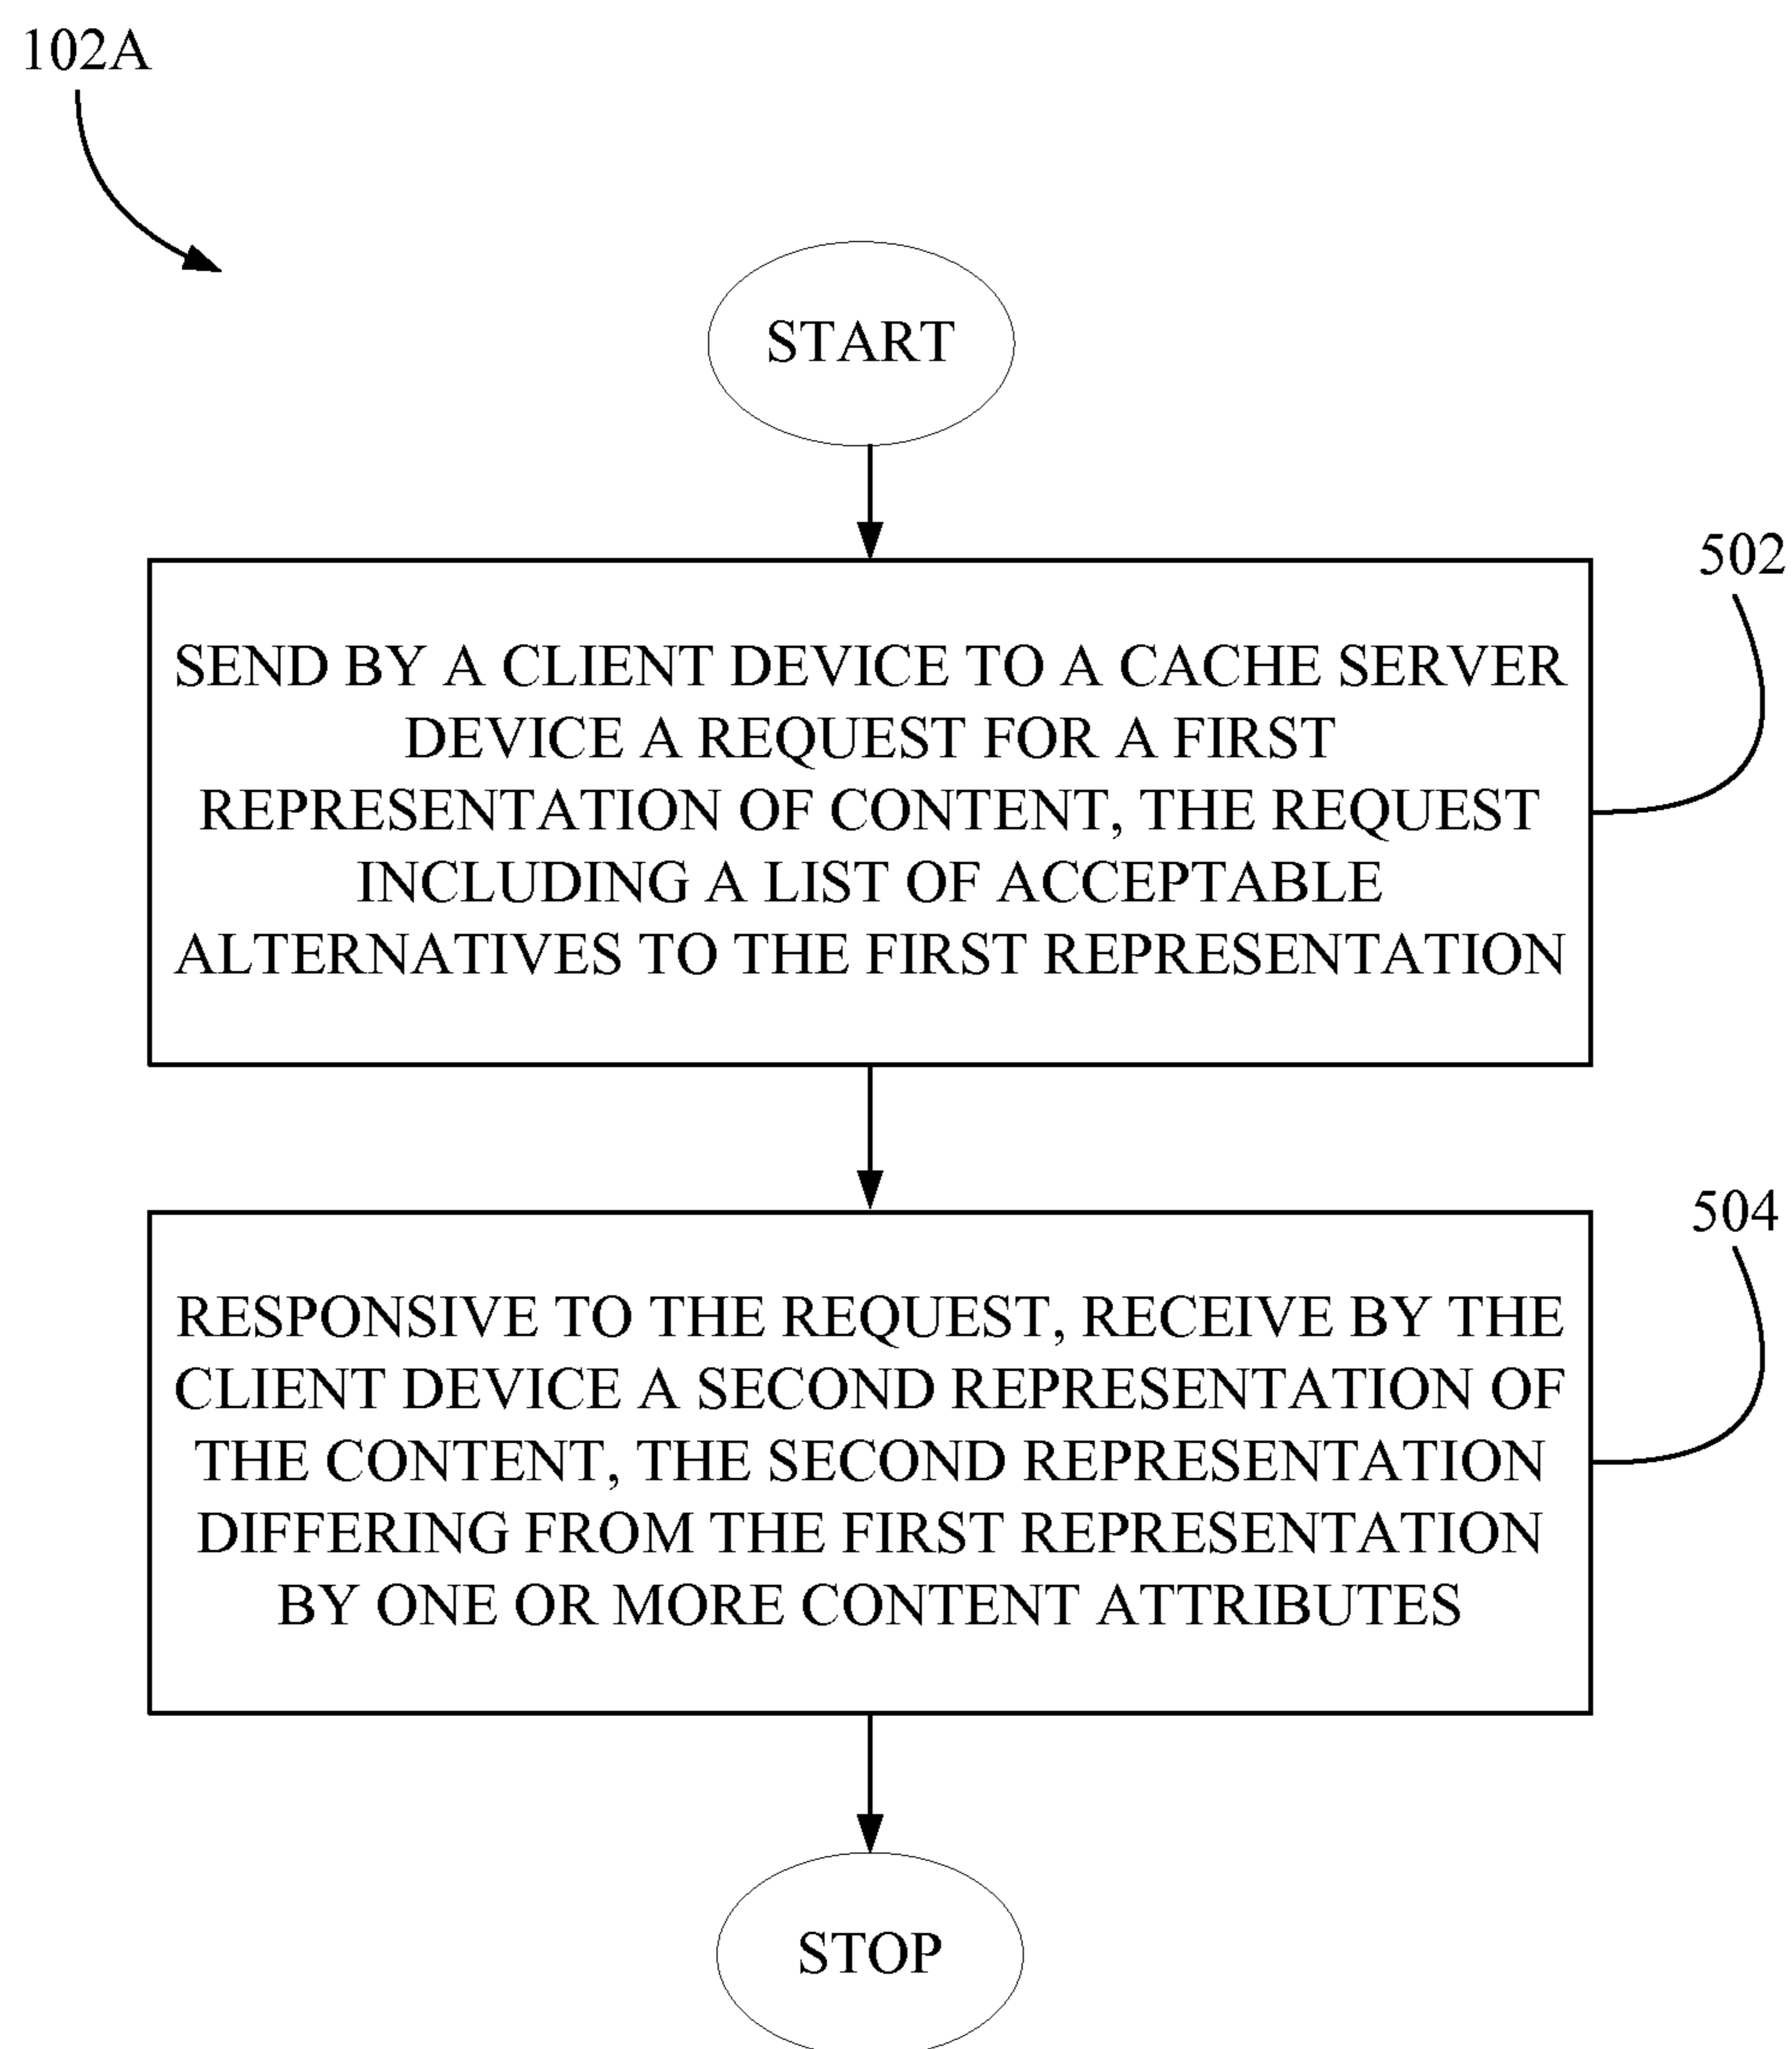 102A
START
502
SEND BY A CLIENT DEVICE TO A CACHE SERVER
DEVICE A REQUEST FOR A FIRST
REPRESENTATION OF CONTENT, THE REQUEST
INCLUDING A LIST OF ACCEPTABLE
ALTERNATIVES TO THE FIRST REPRESENTATION
504
RESPONSIVE TO THE REQUEST, RECEIVE BY THE
CLIENT DEVICE A SECOND REPRESENTATION OF
THE CONTENT, THE SECOND REPRESENTATION
DIFFERING FROM THE FIRST REPRESENTATION
BY ONE OR MORE CONTENT ATTRIBUTES
STOP